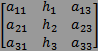 a₁₁ h₁ a₁₃
a₂₁ h₂ a₂₃
a₃₁ h₃ a₃₃